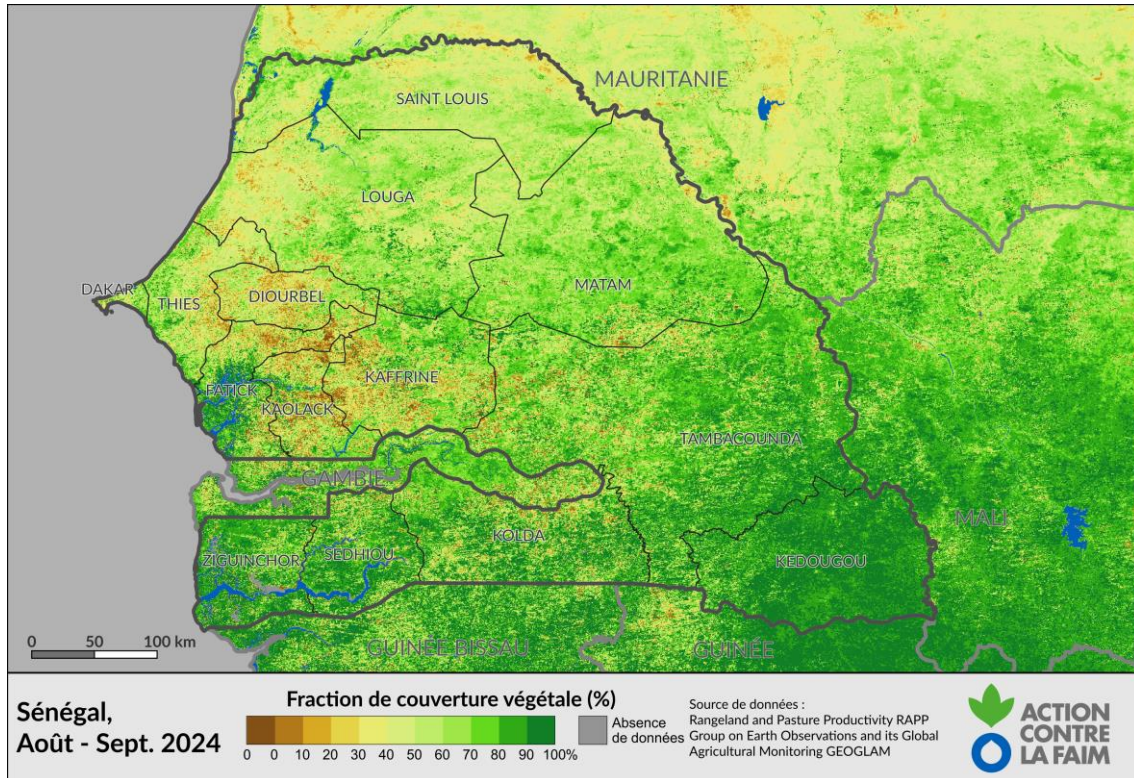 MAURITANIE
SAINT LOUIS
LOUGA
MATAM
DAKAR
THIES
DIOURBEL
FATICK
KAOLACK
KAFFRINE
TAMBACOUNDA
GAMBIE
ZIGUINCHOR
SEDHIOU
KOLDA
KEDOUGOU
MALI
GUINÉE BISSAU
GUINÉE
0 50 100 km
Sénégal,
Août - Sept. 2024
Fraction de couverture végétale (%)
0 0 10 20 30 40 50 60 70 80 90 100%
Absence
de données
Source de données :
Rangeland and Pasture Productivity RAPP
Group on Earth Observations and its Global
Agricultural Monitoring GEOGLAM
ACTION
CONTRE
LA FAIM